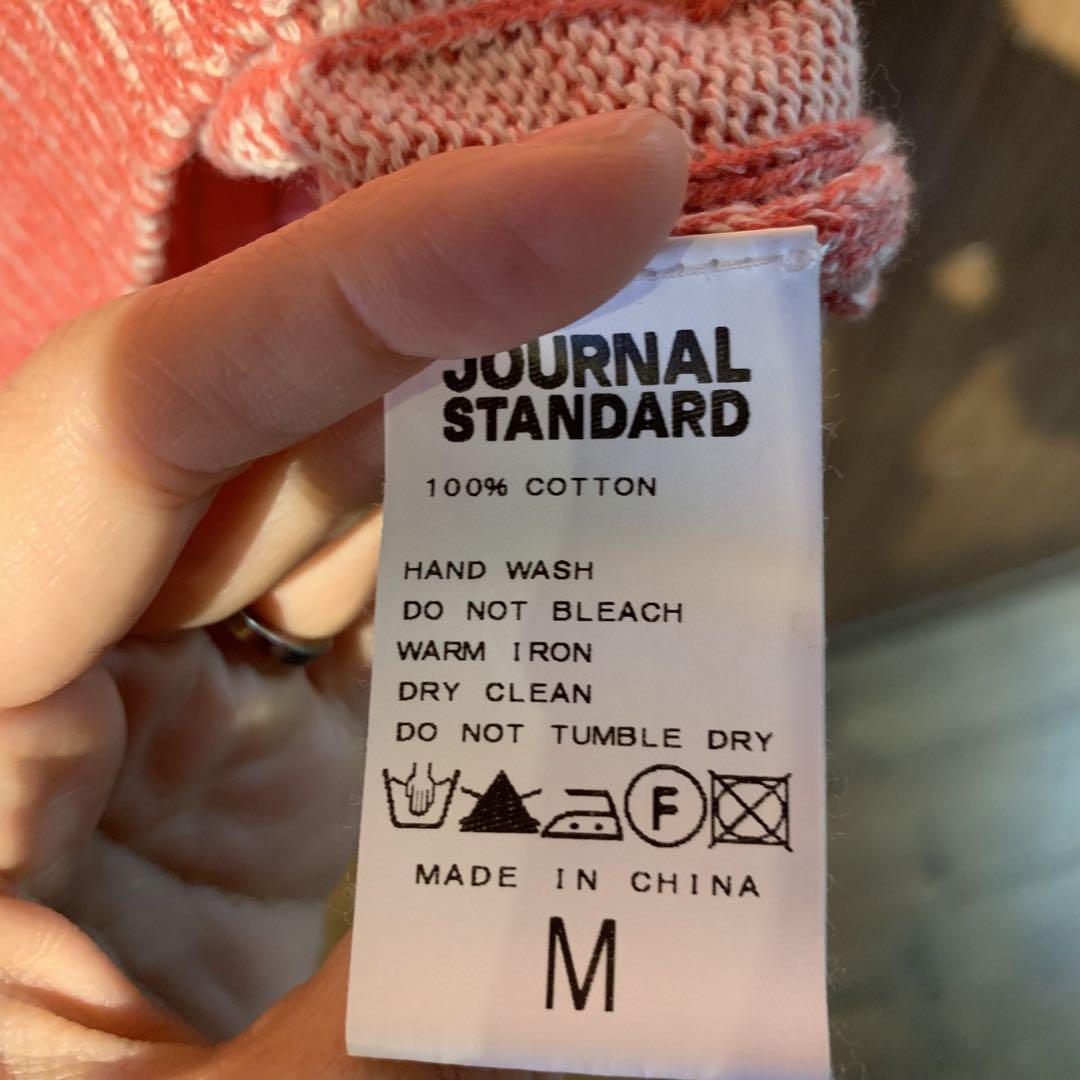 JOURNAL
STANDARD
100% COTTON
HAND WASH
DO NOT BLEACH
WARM IRON
DRY CLEAN
DO NOT TUMBLE DRY
F
MADE IN CHINA
M